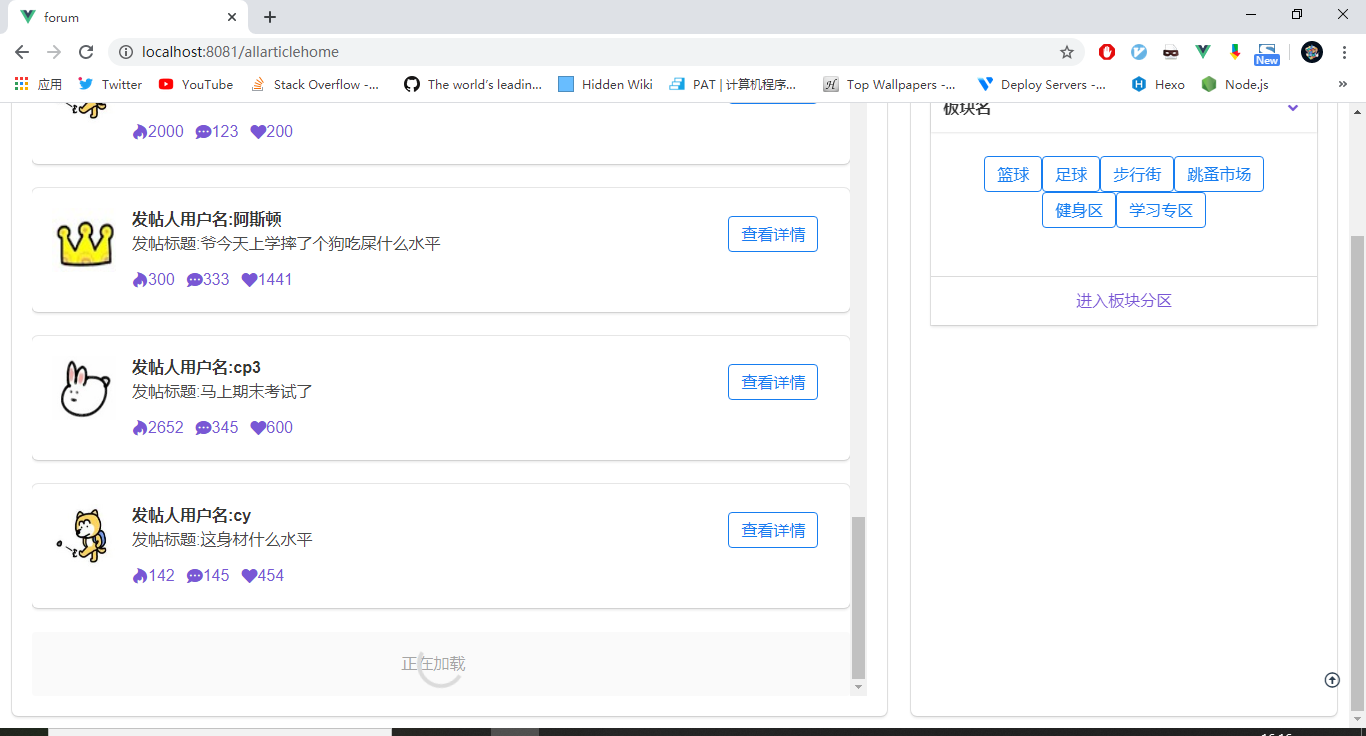 forum
localhost:8081/allarticlehome
New
应用
Twitter
YouTube
Stack Overflow -...
The world's leadin...
Hidden Wiki
PAT | 计算机程序...
Top Wallpapers -...
Deploy Servers -...
Hexo
Node.js
»
2000 123 200
发帖人用户名:阿斯顿
发帖标题:爷今天上学摔了个狗吃屎什么水平
查看详情
300 333 1441
发帖人用户名:cp3
发帖标题:马上期末考试了
查看详情
2652 345 600
发帖人用户名:cy
发帖标题:这身材什么水平
查看详情
142 145 454
正在加载
板块名
篮球 足球 步行街 跳蚤市场
健身区 学习专区
进入板块分区